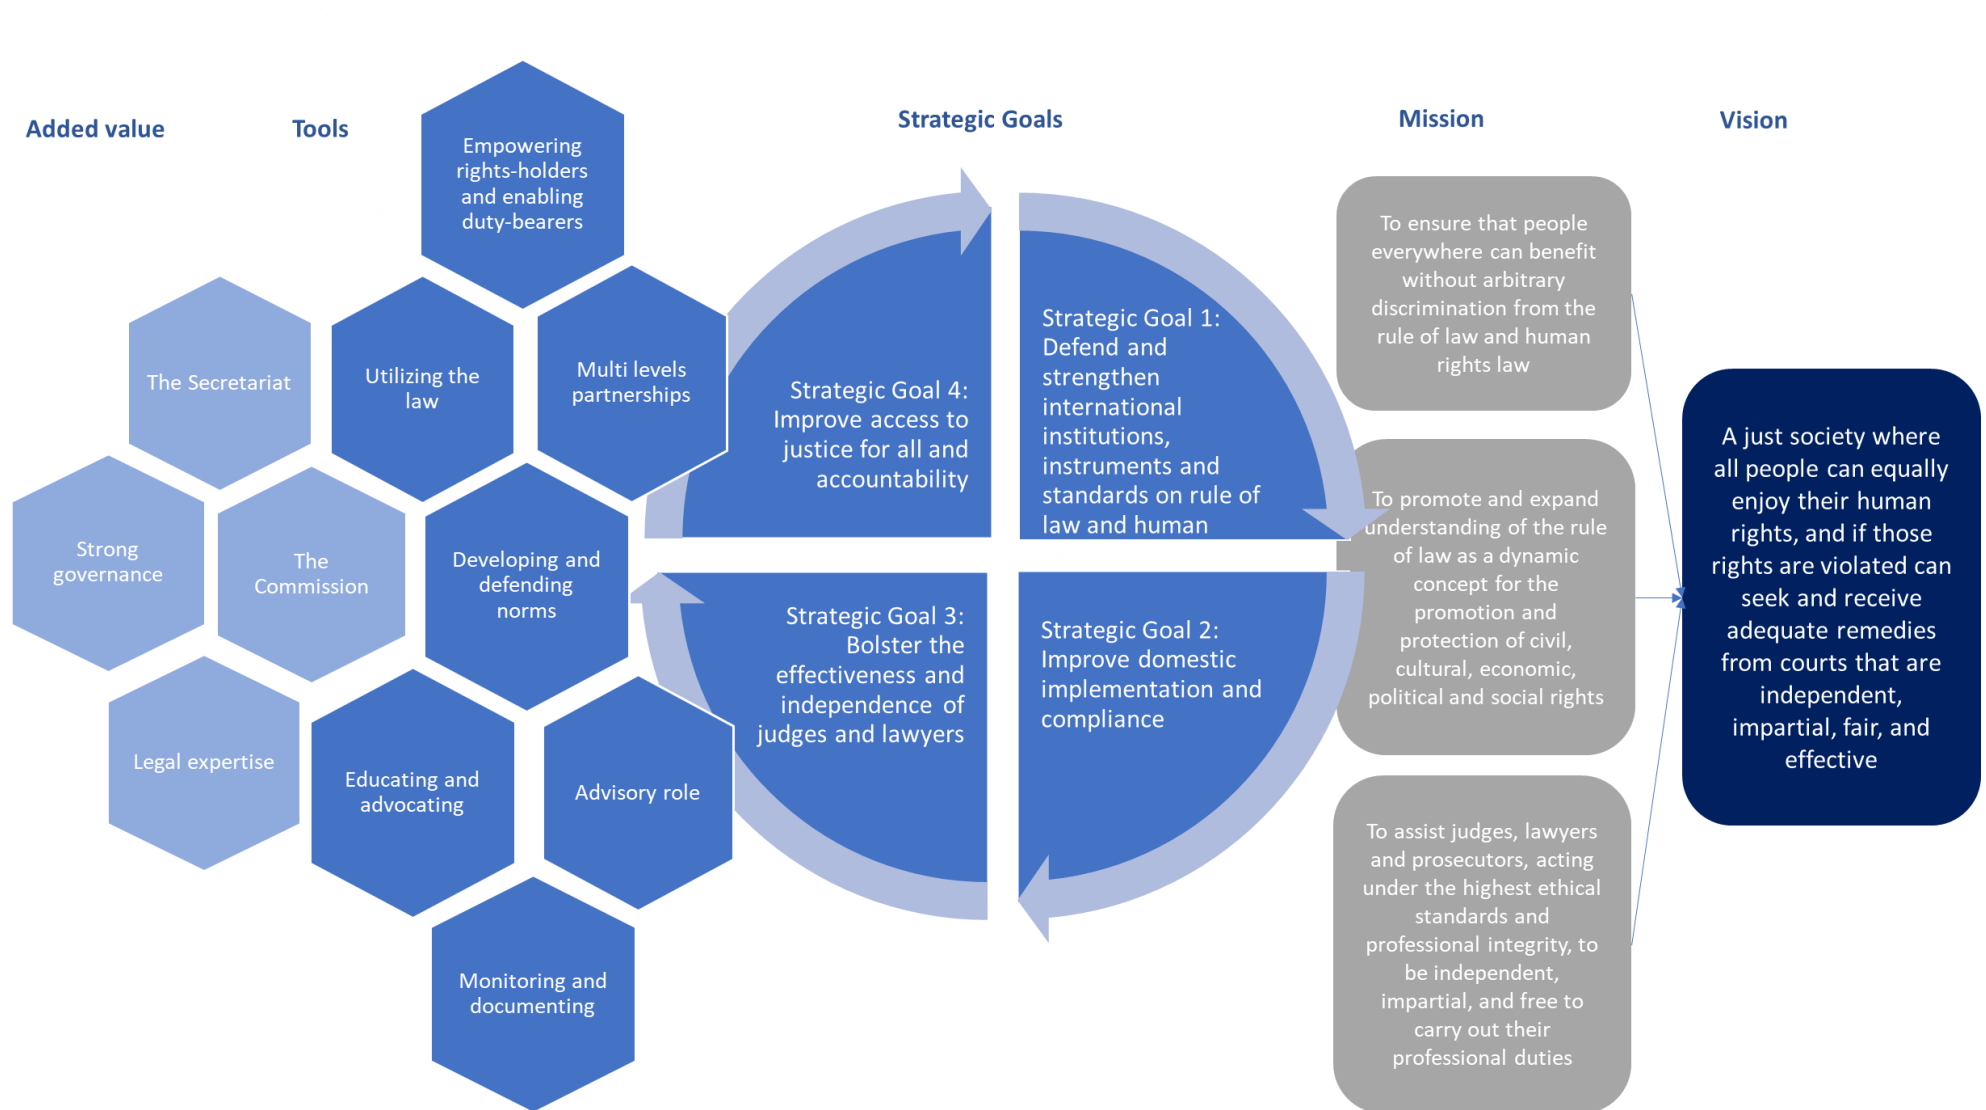 Added value
Tools
Strategic Goals
Mission
Vision
Empowering
rights-holders
and enabling
duty-bearers
The Secretariat
Utilizing the
law
Multi levels
partnerships
Strong
governance
The
Commission
Developing and
defending
norms
Legal expertise
Educating and
advocating
Advisory role
Monitoring and
documenting
Strategic Goal 4:
Improve access to
justice for all and
accountability
Strategic Goal 1:
Defend and
strengthen
international
institutions,
instruments and
standards on rule of
law and human
Strategic Goal 3:
Bolster the
effectiveness and
independence of
judges and lawyers
Strategic Goal 2:
Improve domestic
implementation and
compliance
To ensure that people
everywhere can benefit
without arbitrary
discrimination from the
rule of law and human
rights law
To promote and expand
understanding of the rule
of law as a dynamic
concept for the
promotion and
protection of civil,
cultural, economic,
political and social rights
To assist judges, lawyers
and prosecutors, acting
under the highest ethical
standards and
professional integrity, to
be independent,
impartial, and free to
carry out their
professional duties
A just society where
all people can equally
enjoy their human
rights, and if those
rights are violated can
seek and receive
adequate remedies
from courts that are
independent,
impartial, fair, and
effective